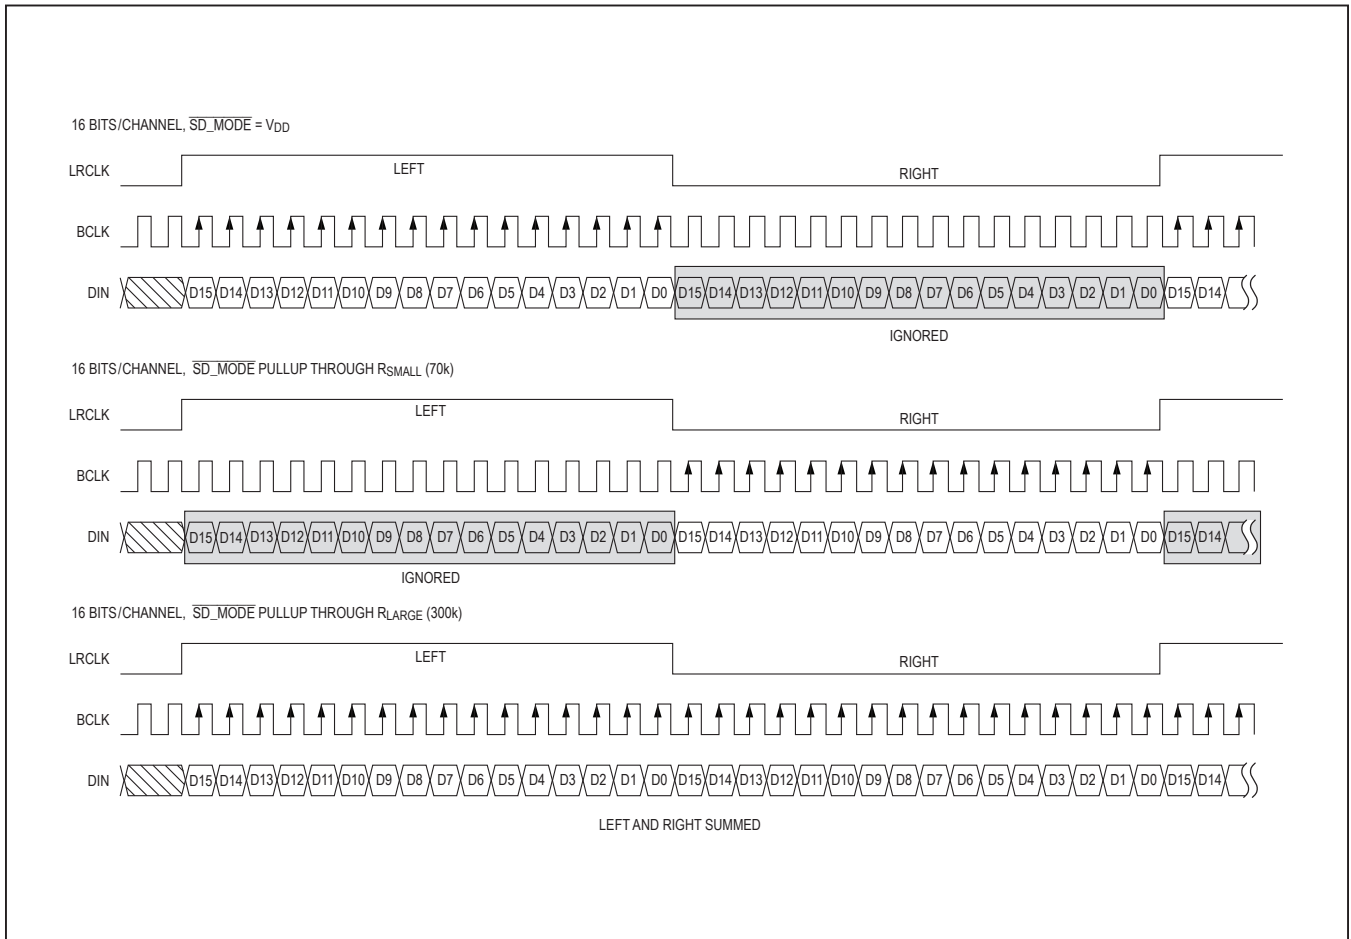 16 BITS/CHANNEL, SD_MODE = VDD
LRCLK LEFT RIGHT
BCLK
DIN D15 D14 D13 D12 D11 D10 D9 D8 D7 D6 D5 D4 D3 D2 D1 D0 D15 D14 D13 D12 D11 D10 D9 D8 D7 D6 D5 D4 D3 D2 D1 D0 D15 D14
IGNORED
16 BITS/CHANNEL, SD_MODE PULLUP THROUGH RSMALL (70k)
LRCLK LEFT RIGHT
BCLK
DIN D15 D14 D13 D12 D11 D10 D9 D8 D7 D6 D5 D4 D3 D2 D1 D0 D15 D14 D13 D12 D11 D10 D9 D8 D7 D6 D5 D4 D3 D2 D1 D0 D15 D14
IGNORED
16 BITS/CHANNEL, SD_MODE PULLUP THROUGH RLARGE (300k)
LRCLK LEFT RIGHT
BCLK
DIN D15 D14 D13 D12 D11 D10 D9 D8 D7 D6 D5 D4 D3 D2 D1 D0 D15 D14 D13 D12 D11 D10 D9 D8 D7 D6 D5 D4 D3 D2 D1 D0 D15 D14
LEFT AND RIGHT SUMMED